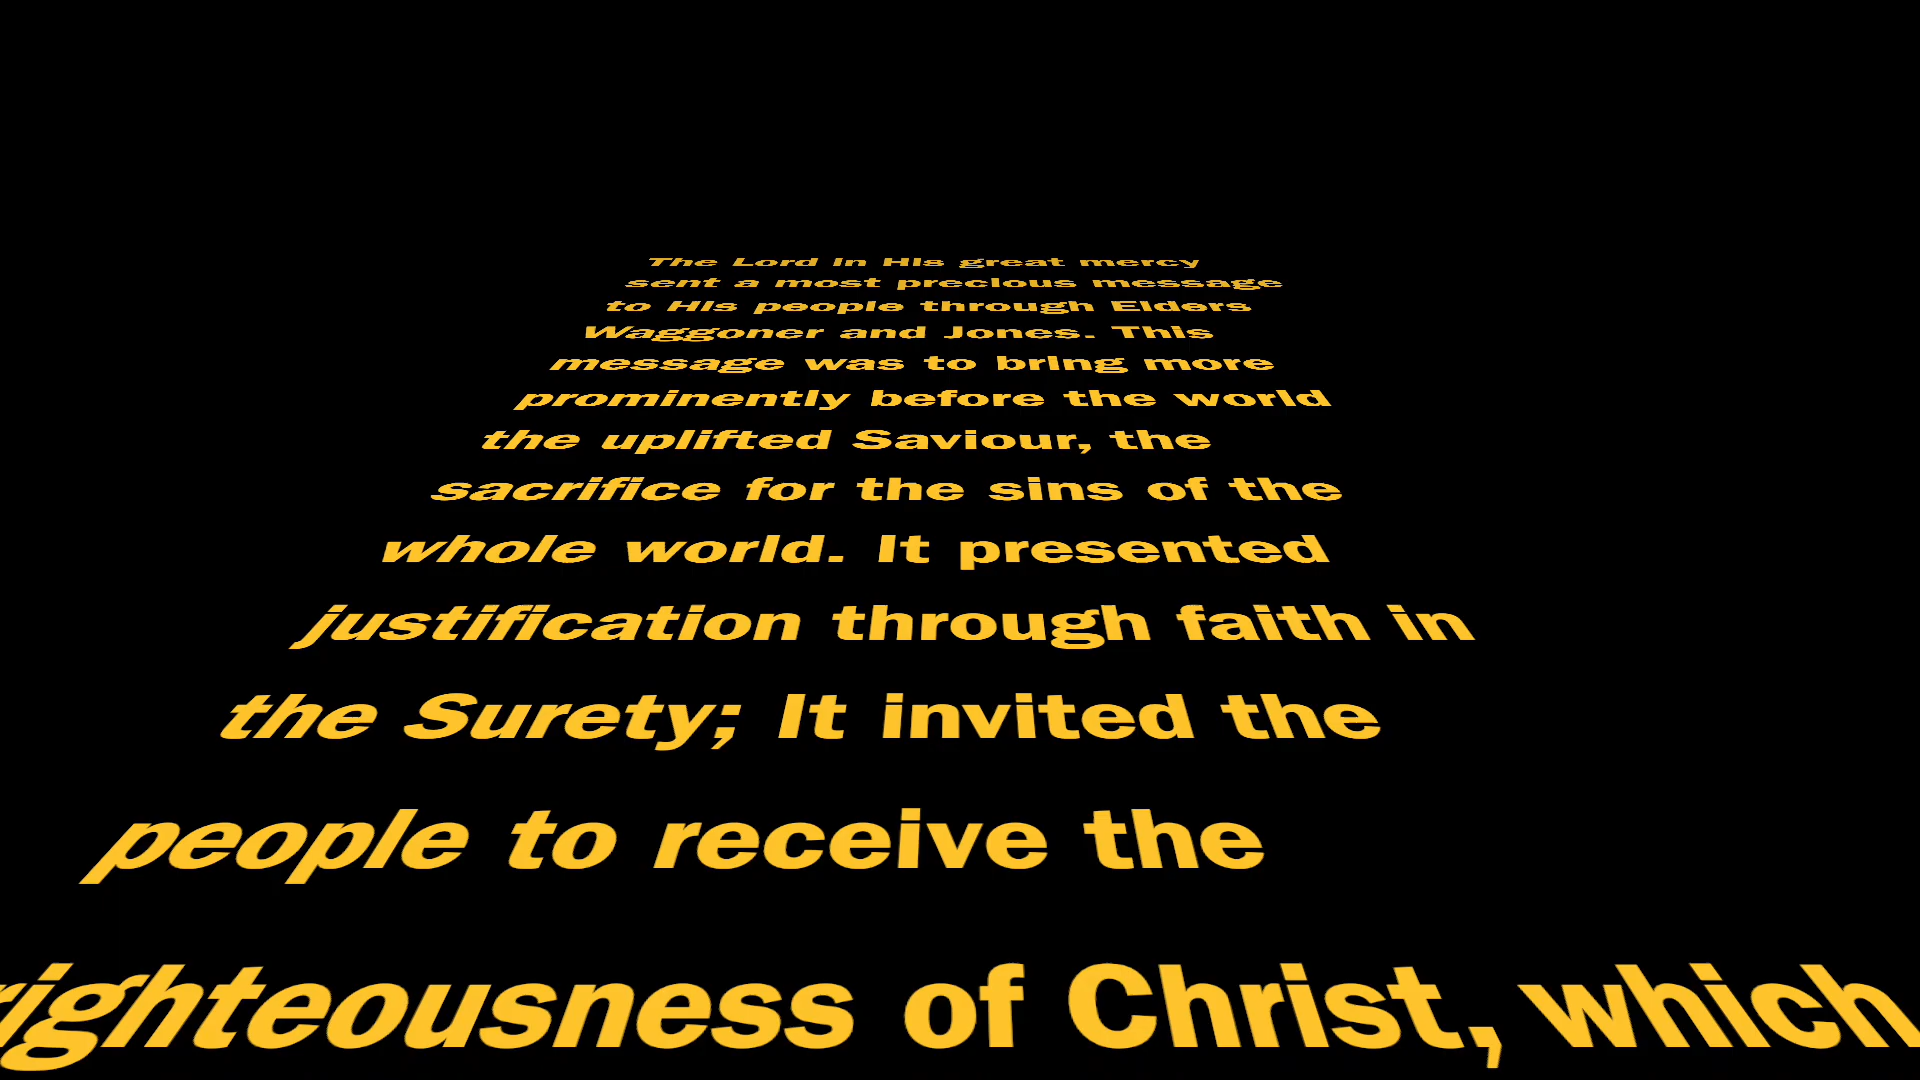 The Lord in His great mercy
sent a most precious message
to His people through Elders
Waggoner and Jones. This
message was to bring more
prominently before the world
the uplifted Saviour, the
sacrifice for the sins of the
whole world. It presented
justification through faith in
the Surety; It invited the
people to receive the
righteousness of Christ, which